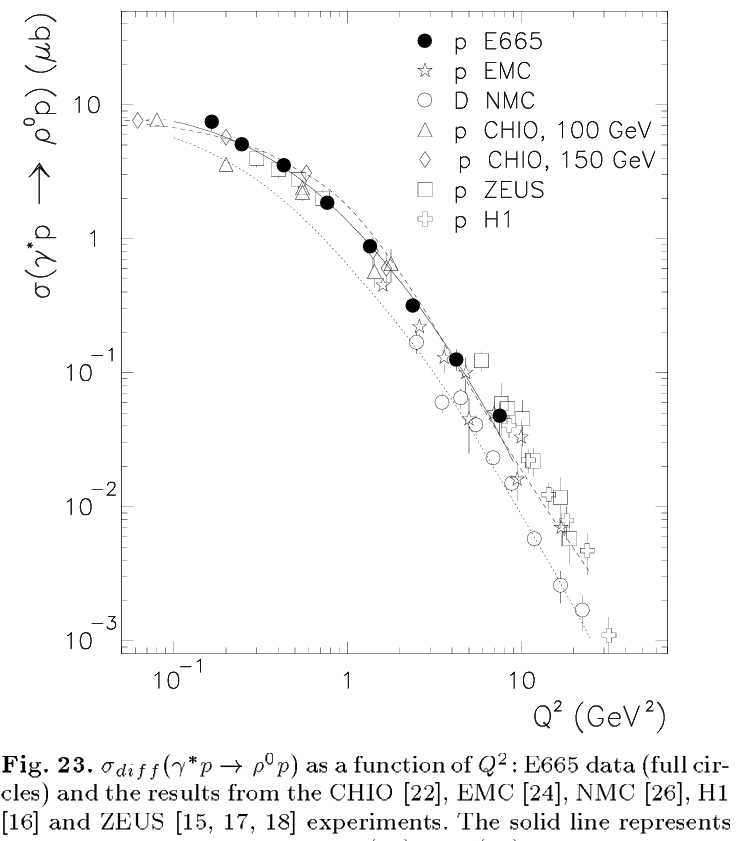 p E665
p EMC
D NMC
p CHIO, 100 GeV
p CHIO, 150 GeV
p ZEUS
p H1
σ(γ*p → ρ⁰p) (μb)
10
1
10⁻¹
10⁻²
10⁻³
10⁻¹ 1 10
Q² (GeV²)
Fig. 23. σ_diff(γ*p → ρ⁰p) as a function of Q²: E665 data (full cir-
cles) and the results from the CHIO [22], EMC [24], NMC [26], H1
[16] and ZEUS [15, 17, 18] experiments. The solid line represents